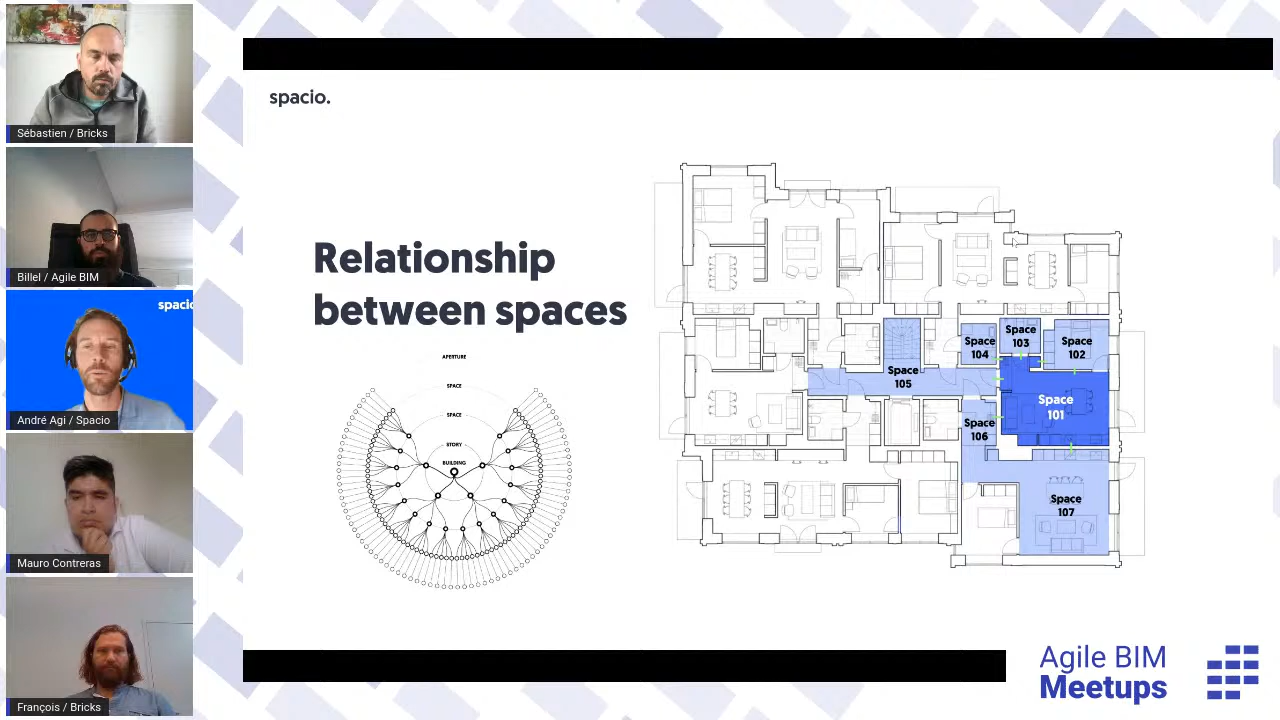 Sébastien / Bricks
Billel / Agile BIM
spacio
André Agi / Spacio
Mauro Contreras
François / Bricks
spacio.
Relationship
between spaces
APERTURE
SPACE
SPACE
STORY
BUILDING
Space
104
Space
103
Space
102
Space
105
Space
101
Space
106
Space
107
Agile BIM
Meetups